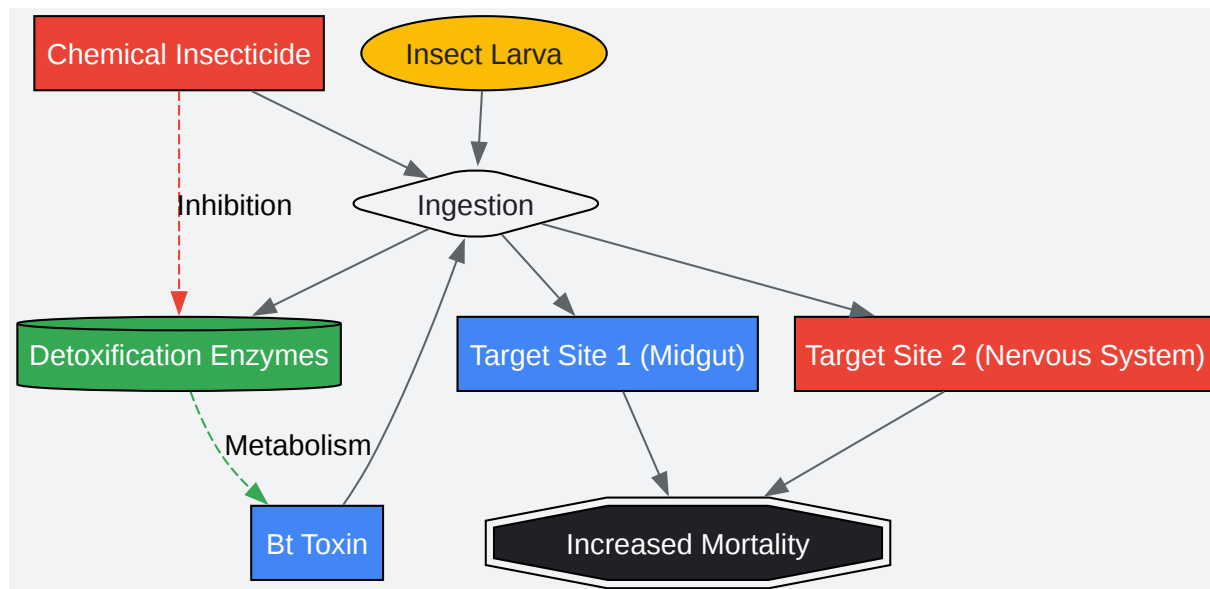 Chemical Insecticide
Insect Larva
Inhibition
Ingestion
Detoxification Enzymes
Target Site 1 (Midgut)
Target Site 2 (Nervous System)
Metabolism
Bt Toxin
Increased Mortality